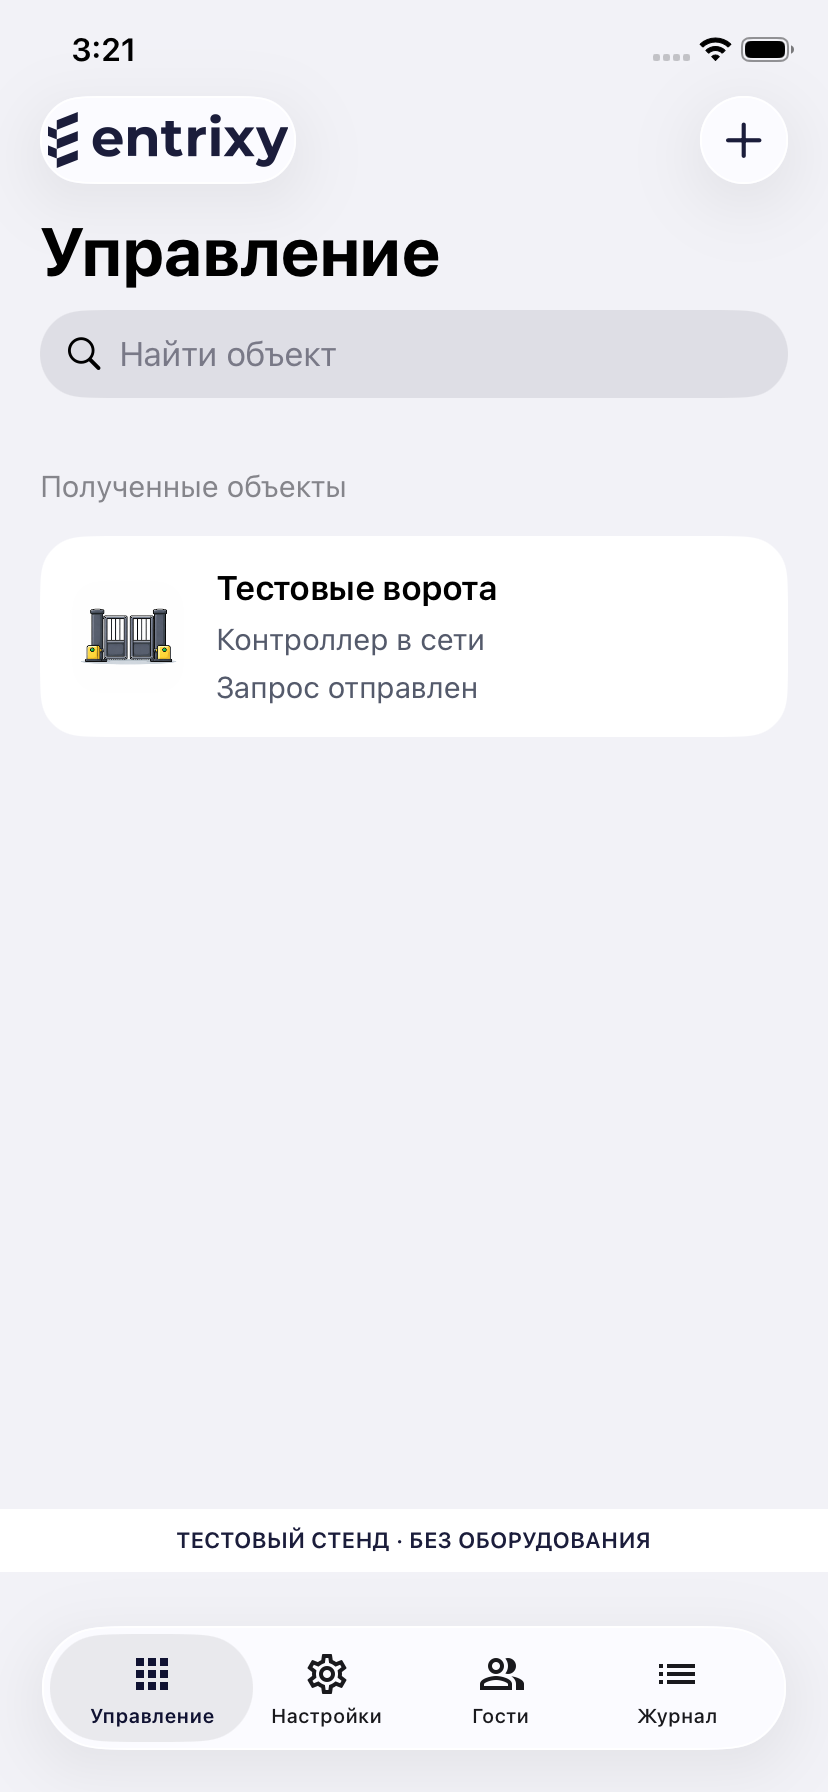 3:21
entrixy
Управление
Найти объект
Полученные объекты
Тестовые ворота
Контроллер в сети
Запрос отправлен
ТЕСТОВЫЙ СТЕНД · БЕЗ ОБОРУДОВАНИЯ
Управление
Настройки
Гости
Журнал